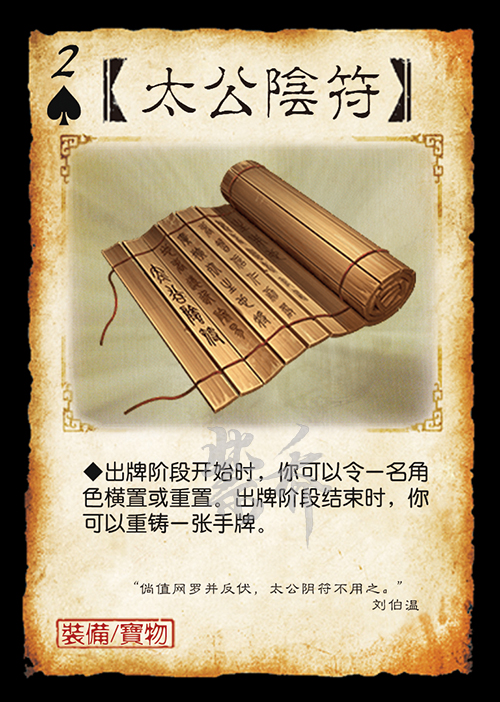 2
【太公陰符】
◆出牌阶段开始时，你可以令一名角
色横置或重置。出牌阶段结束时，你
可以重铸一张手牌。
“倘值网罗并反伏，太公阴符不用之。”
刘伯温
裝備/寶物